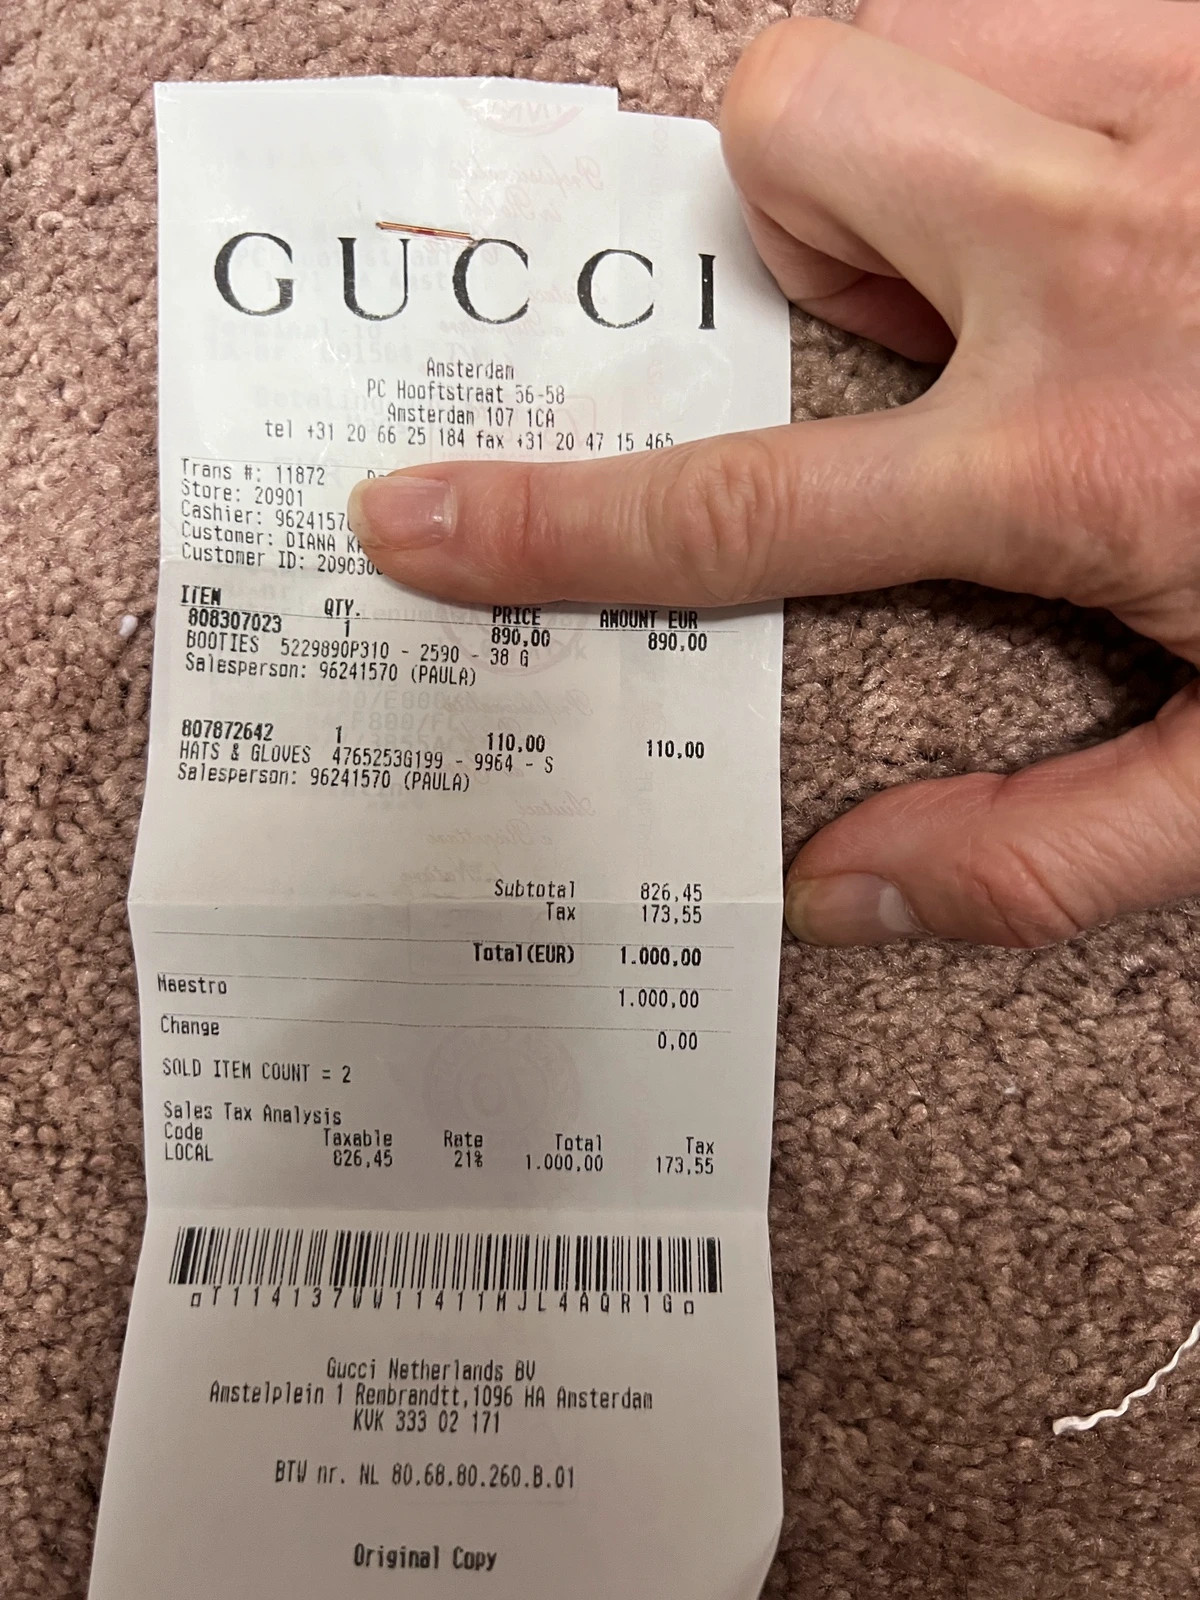 GUCCI
Amsterdam
PC Hooftstraat 56-58
Amsterdam 107 1CA
tel +31 20 66 25 184 fax +31 20 47 15 465
Trans #: 11872
Store: 20901
Cashier: 9624157
Customer: DIANA
Customer ID: 209030
ITEM QTY. PRICE AMOUNT EUR
808307023 1 890,00 890,00
BOOTIES 5229890P310 - 2590 - 38 G
Salesperson: 96241570 (PAULA)
807872642 1 110,00 110,00
HATS & GLOVES 4765253G199 - 9964 - S
Salesperson: 96241570 (PAULA)
Subtotal 826,45
Tax 173,55
Total(EUR) 1.000,00
Maestro 1.000,00
Change 0,00
SOLD ITEM COUNT = 2
Sales Tax Analysis
Code Taxable Rate Total Tax
LOCAL 826,45 21% 1.000,00 173,55
T114137WW11411MJL4AQR1G
Gucci Netherlands BV
Amstelplein 1 Rembrandtt,1096 HA Amsterdam
KVK 333 02 171
BTW nr. NL 80.68.80.260.B.01
Original Copy